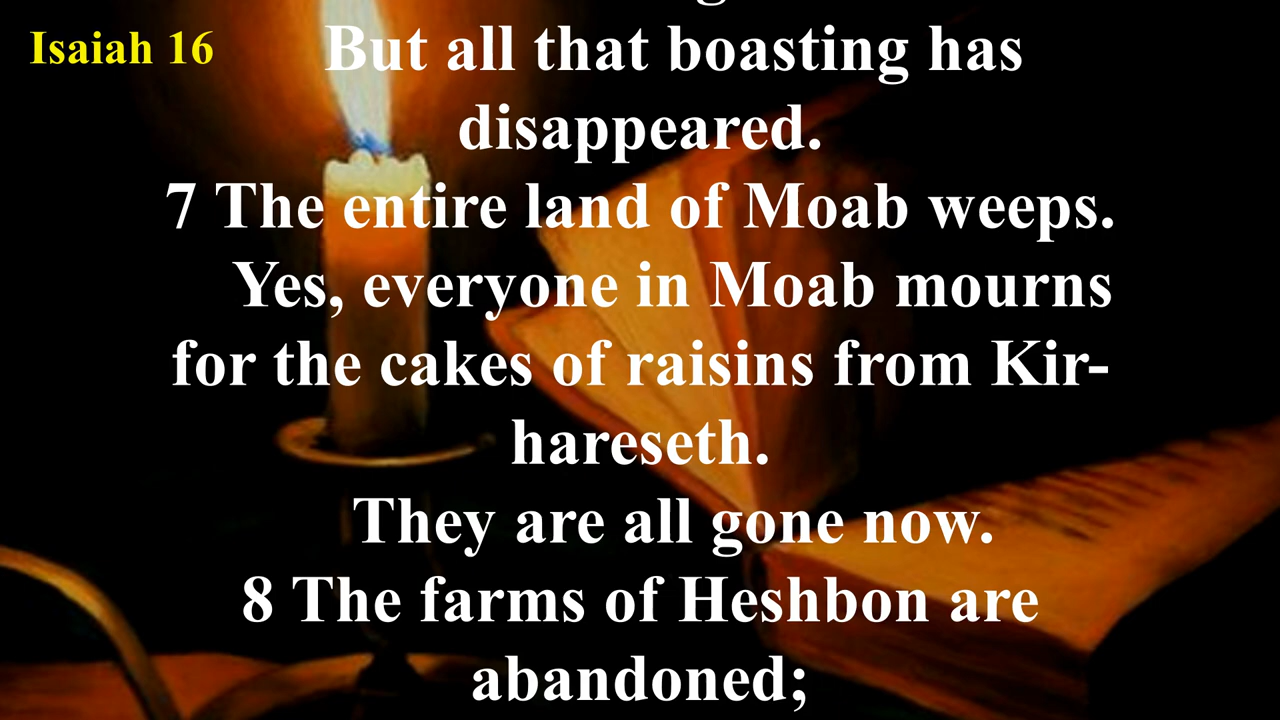 Isaiah 16
But all that boasting has
disappeared.
7 The entire land of Moab weeps.
Yes, everyone in Moab mourns
for the cakes of raisins from Kir-
hareseth.
They are all gone now.
8 The farms of Heshbon are
abandoned;